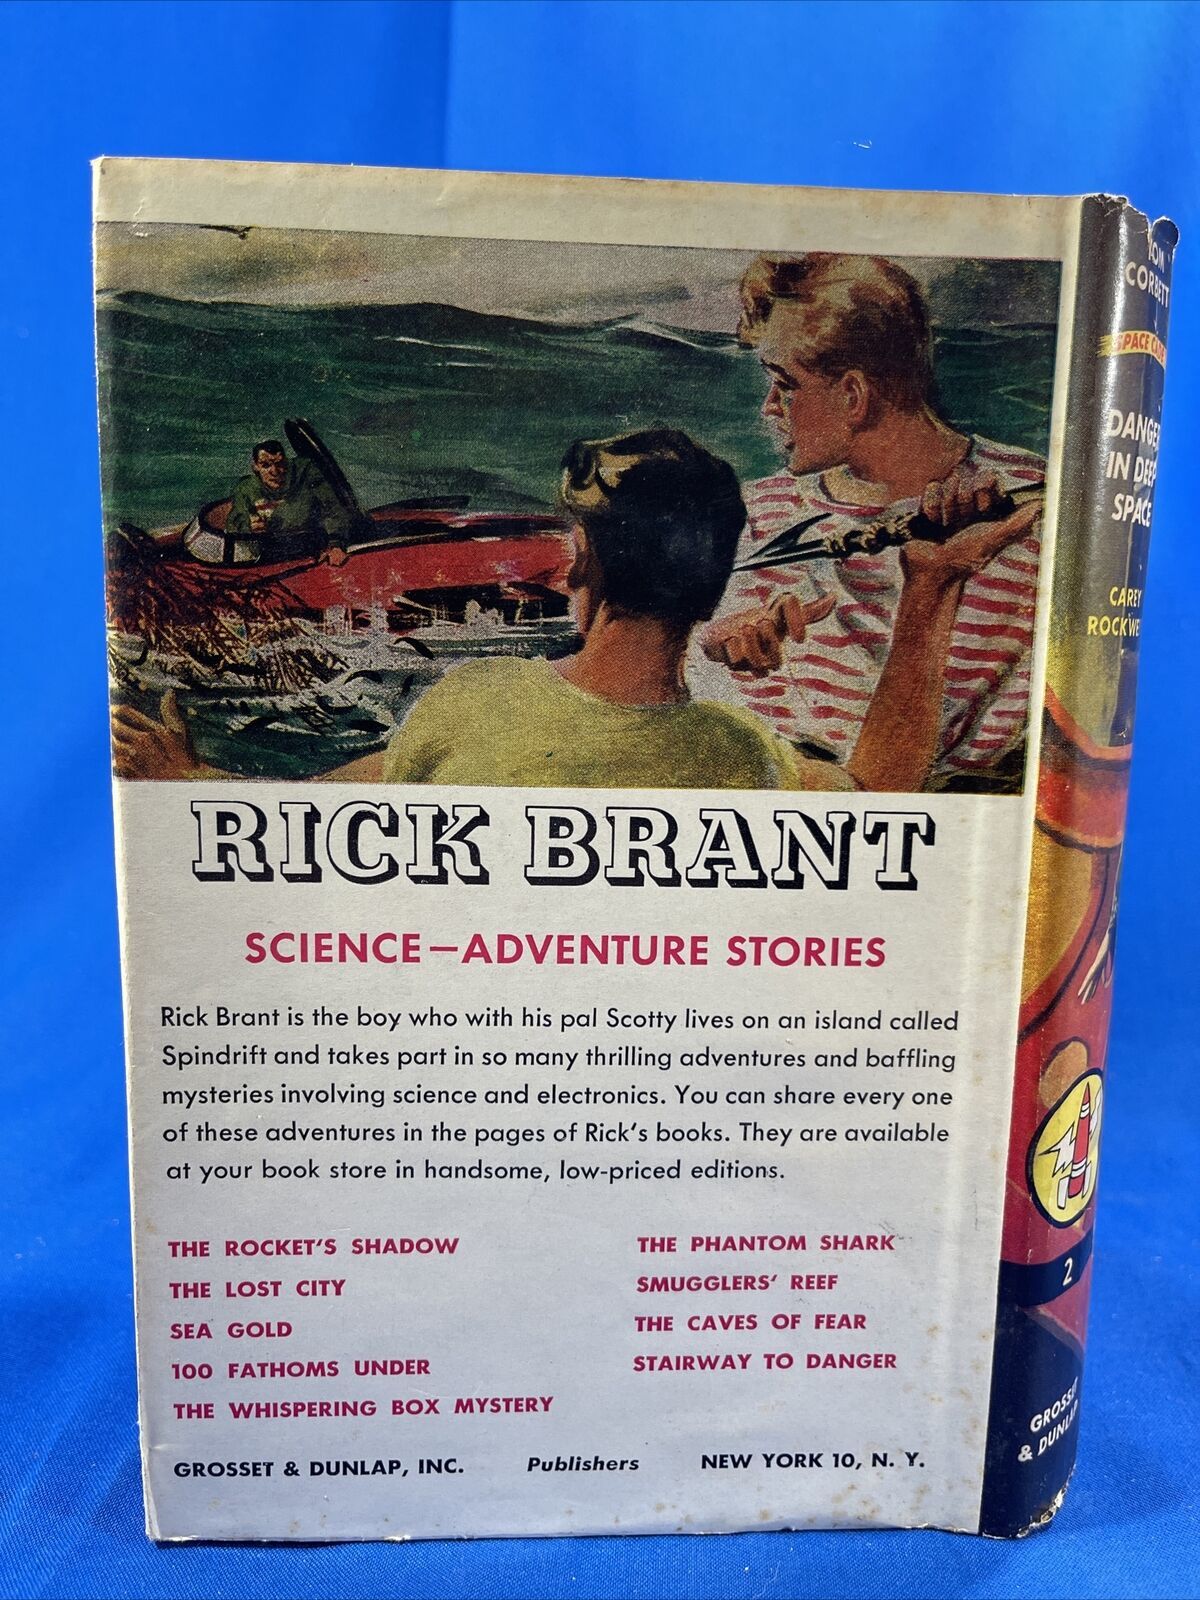 RICK BRANT
SCIENCE—ADVENTURE STORIES
Rick Brant is the boy who with his pal Scotty lives on an island called
Spindrift and takes part in so many thrilling adventures and baffling
mysteries involving science and electronics. You can share every one
of these adventures in the pages of Rick's books. They are available
at your book store in handsome, low-priced editions.
THE ROCKET'S SHADOW
THE LOST CITY
SEA GOLD
100 FATHOMS UNDER
THE WHISPERING BOX MYSTERY
THE PHANTOM SHARK
SMUGGLERS' REEF
THE CAVES OF FEAR
STAIRWAY TO DANGER
GROSSET & DUNLAP, INC. Publishers NEW YORK 10, N. Y.
TOM
CORBETT
SPACE CADE
DANGE
IN DEEP
SPACE
CAREY
ROCKWE
2
GROSSET
& DUNLAP